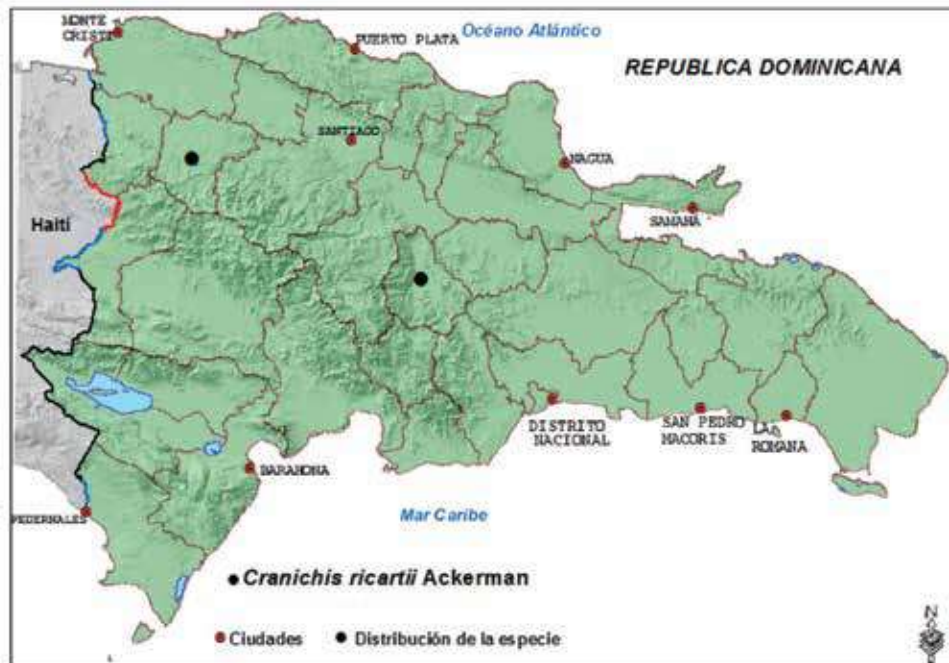 MONTE
CRISTI
PUERTO PLATA
Océano Atlántico
REPUBLICA DOMINICANA
SANTIAGO
NAGUA
SAMANA
Haití
DISTRITO
NACIONAL
SAN PEDRO
MACORIS
LA
ROMANA
BARAHONA
PEDERNALES
Mar Caribe
Cranichis ricartii Ackerman
Ciudades
Distribución de la especie